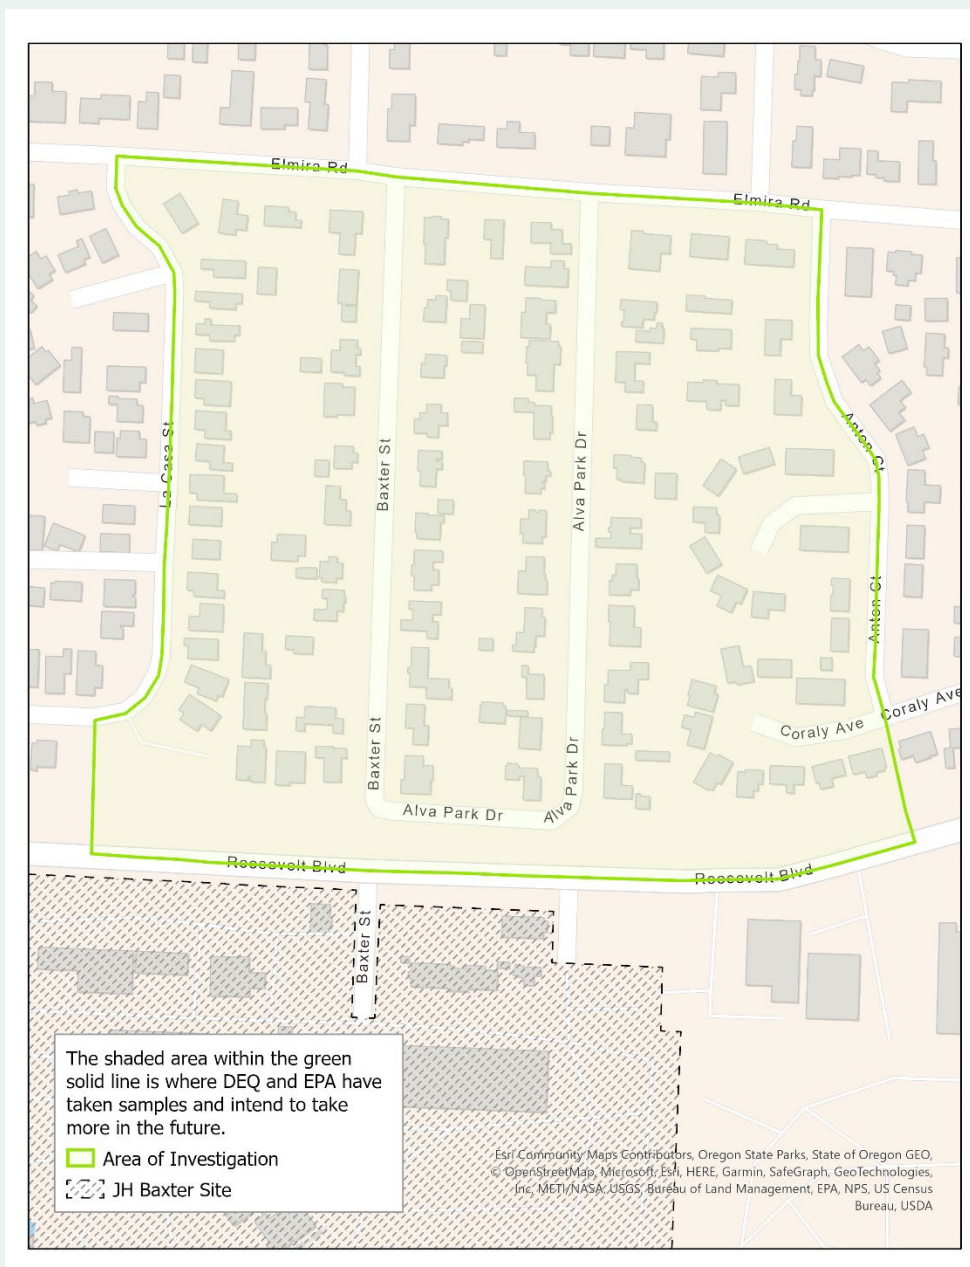 Elmira Rd
Elmira Rd
Anton Ct
La Casa St
Baxter St
Alva Park Dr
Anton Ct
Coraly Ave
Coraly Ave
Baxter St
Alva Park Dr
Alva Park Dr
Roosevelt Blvd
Roosevelt Blvd
Baxter St
The shaded area within the green
solid line is where DEQ and EPA have
taken samples and intend to take
more in the future.
Area of Investigation
JH Baxter Site
Esri Community Maps Contributors, Oregon State Parks, State of Oregon GEO,
© OpenStreetMap, Microsoft, Esri, HERE, Garmin, SafeGraph, GeoTechnologies,
Inc, METI/NASA, USGS, Bureau of Land Management, EPA, NPS, US Census
Bureau, USDA